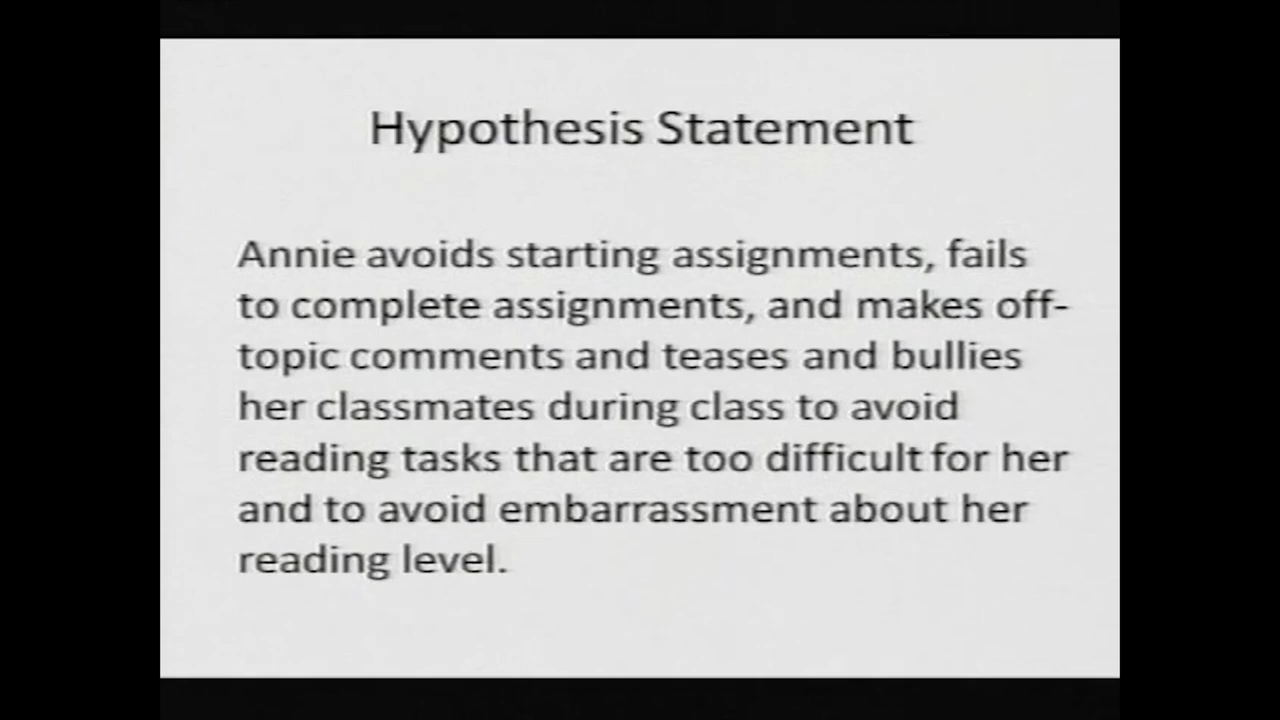 Hypothesis Statement
Annie avoids starting assignments, fails
to complete assignments, and makes off-
topic comments and teases and bullies
her classmates during class to avoid
reading tasks that are too difficult for her
and to avoid embarrassment about her
reading level.